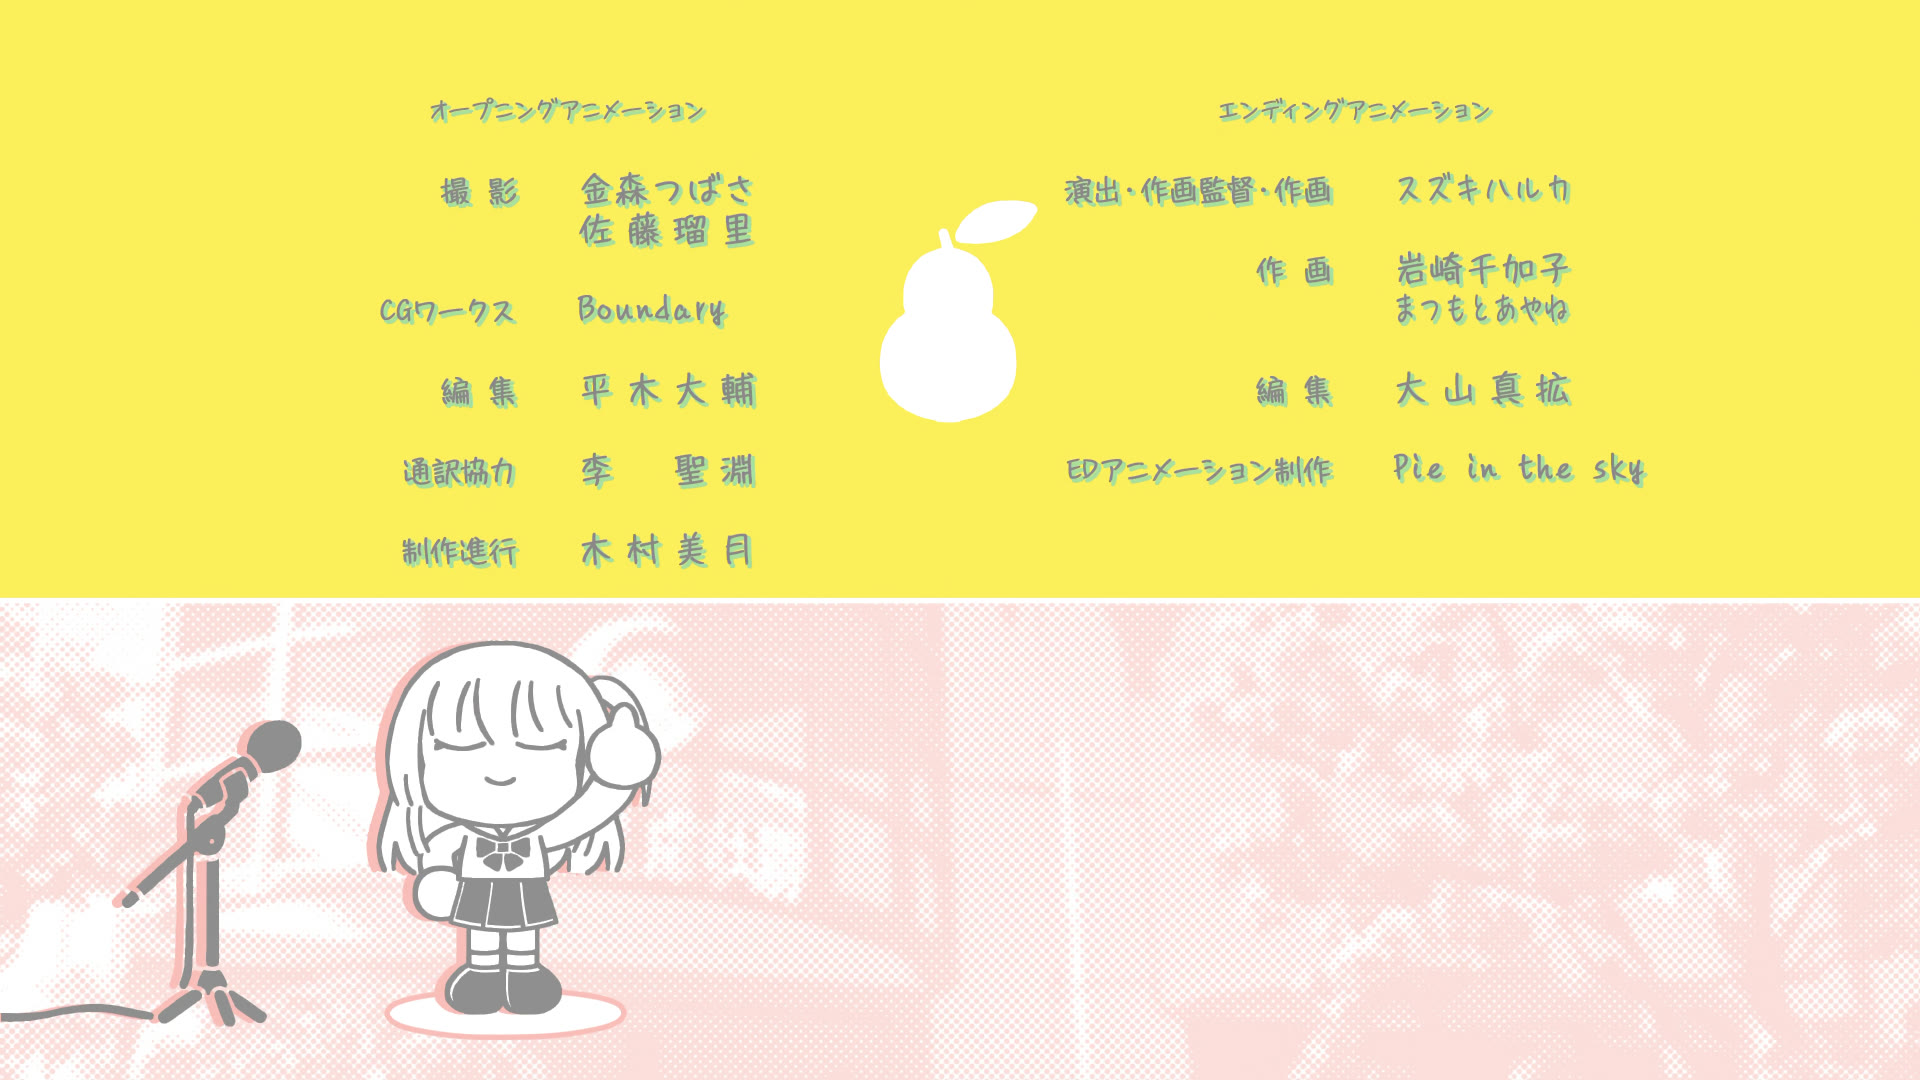 オープニングアニメーション
撮影 金森つばさ
佐藤瑠里
CGワークス Boundary
編集 平木大輔
通訳協力 李 聖淵
制作進行 木村美月
エンディングアニメーション
演出・作画監督・作画 スズキハルカ
作画 岩崎千加子
まつもとあやね
編集 大山真拡
EDアニメーション制作 Pie in the sky